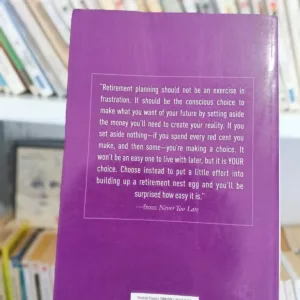 "Retirement planning should not be an exercise in
frustration. It should be the conscious choice to
make what you want of your future by setting aside
the money you'll need to create your reality. If you
set aside nothing—if you spend every red cent you
make, and then some—you're making a choice. It
won't be an easy one to live with later, but it is YOUR
choice. Choose instead to put a little effort into
building up a retirement nest egg and you'll be
surprised how easy it is."
—from Never Too Late